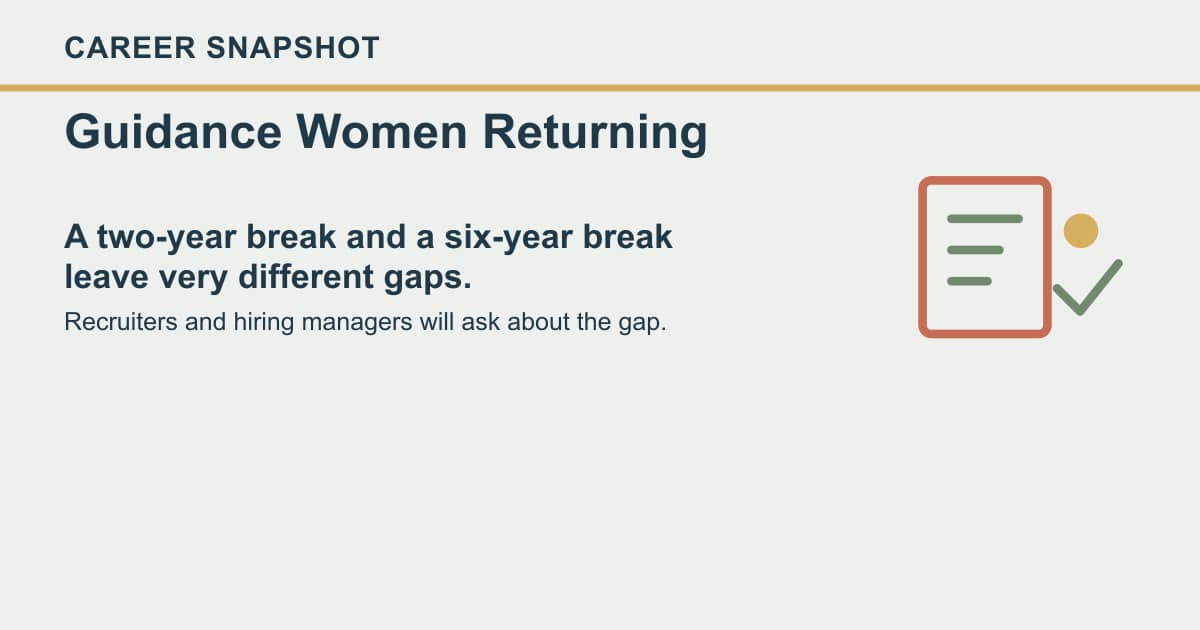 CAREER SNAPSHOT
Guidance Women Returning
A two-year break and a six-year break
leave very different gaps.
Recruiters and hiring managers will ask about the gap.